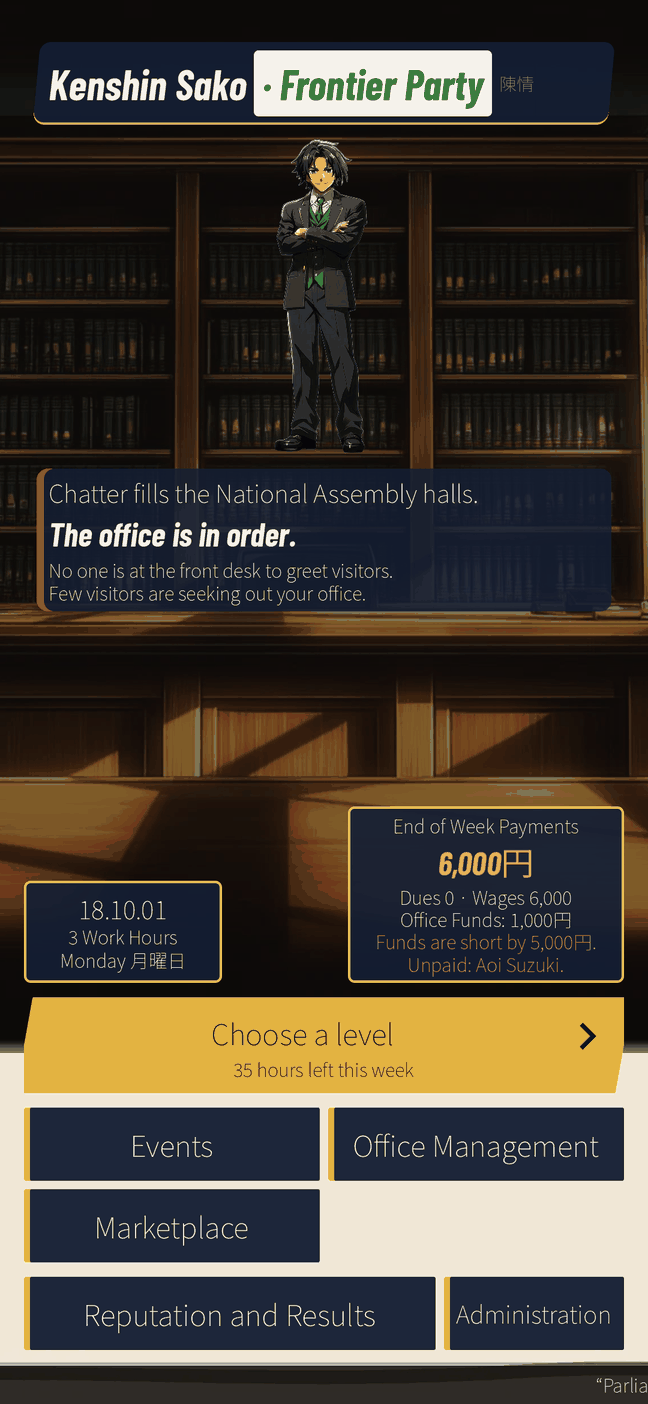 Kenshin Sako · Frontier Party 陳情
Chatter fills the National Assembly halls.
The office is in order.
No one is at the front desk to greet visitors.
Few visitors are seeking out your office.
End of Week Payments
6,000円
Dues 0 · Wages 6,000
Office Funds: 1,000円
Funds are short by 5,000円.
Unpaid: Aoi Suzuki.
18.10.01
3 Work Hours
Monday 月曜日
Choose a level
35 hours left this week
Events
Office Management
Marketplace
Reputation and Results
Administration
“Parlia